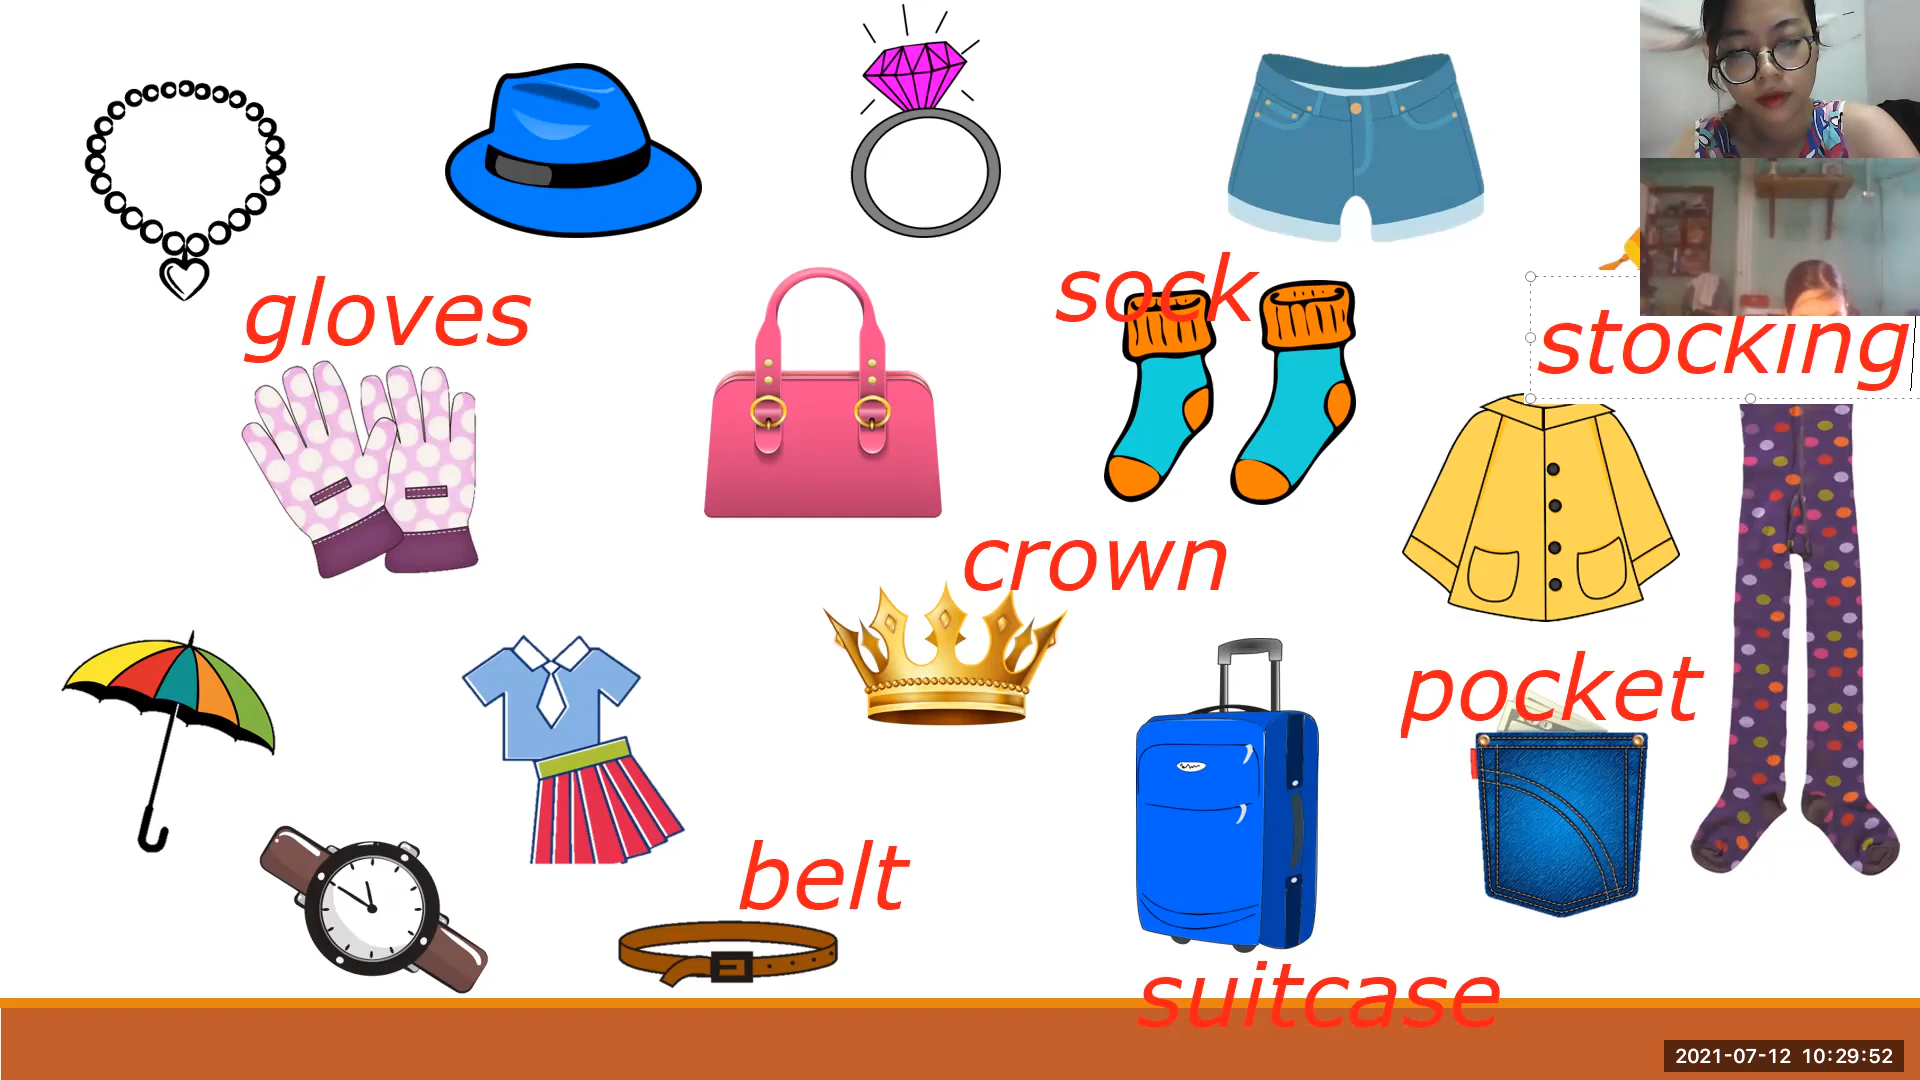 sock
gloves
stocking
crown
pocket
belt
suitcase
2021-07-12 10:29:52